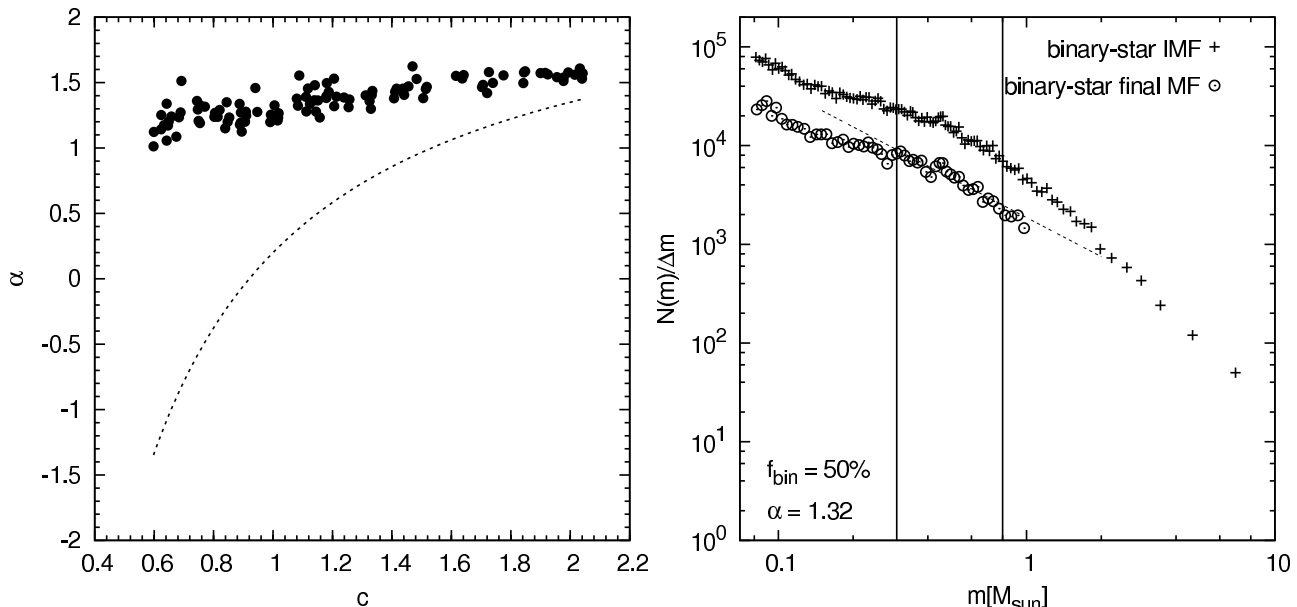 2
1.5
1
0.5
0
-0.5
-1
-1.5
-2
α
0.4 0.6 0.8 1 1.2 1.4 1.6 1.8 2 2.2
c
10^5
10^4
10^3
10^2
10^1
10^0
N(m)/Δm
binary-star IMF
binary-star final MF
f_bin = 50%
α = 1.32
0.1 1 10
m[M_sun]